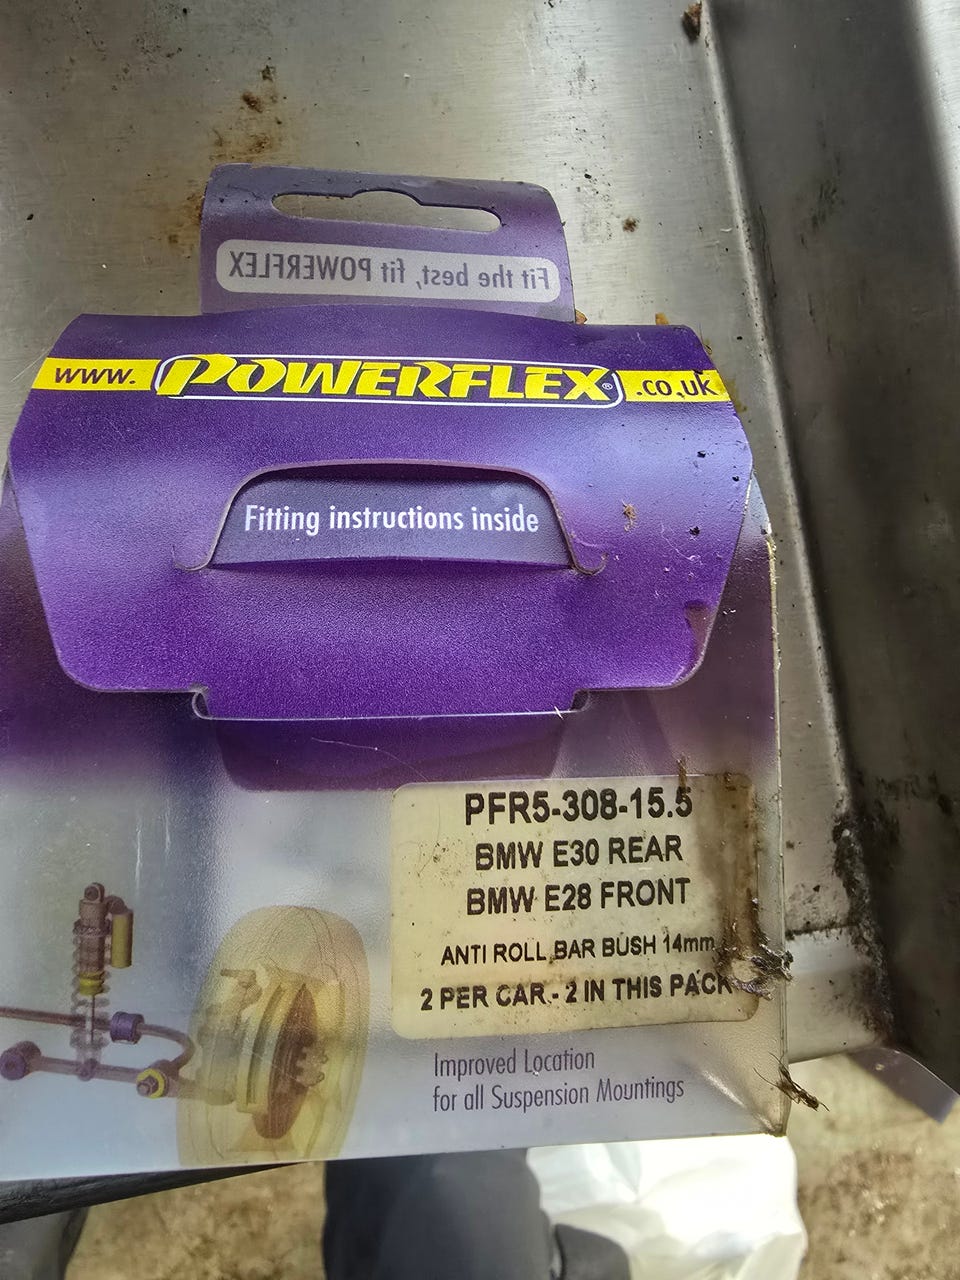 Fit the best, fit POWERFLEX
www.POWERFLEX®.co.uk
Fitting instructions inside
PFR5-308-15.5
BMW E30 REAR
BMW E28 FRONT
ANTI ROLL BAR BUSH 14mm
2 PER CAR - 2 IN THIS PACK
Improved Location
for all Suspension Mountings